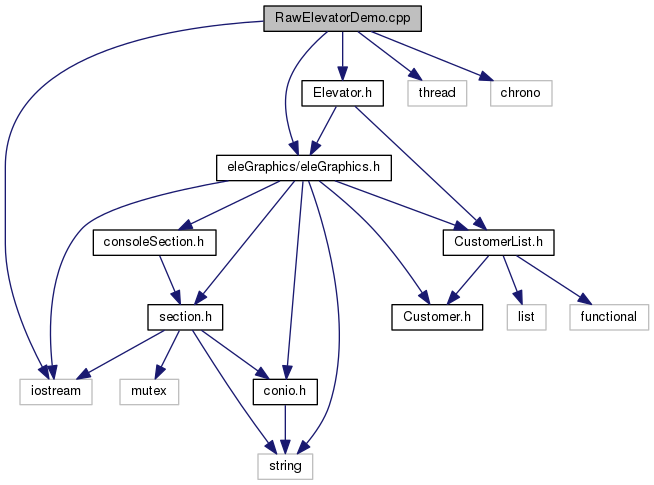 RawElevatorDemo.cpp
Elevator.h
thread
chrono
eleGraphics/eleGraphics.h
consoleSection.h
CustomerList.h
section.h
Customer.h
list
functional
iostream
mutex
conio.h
string